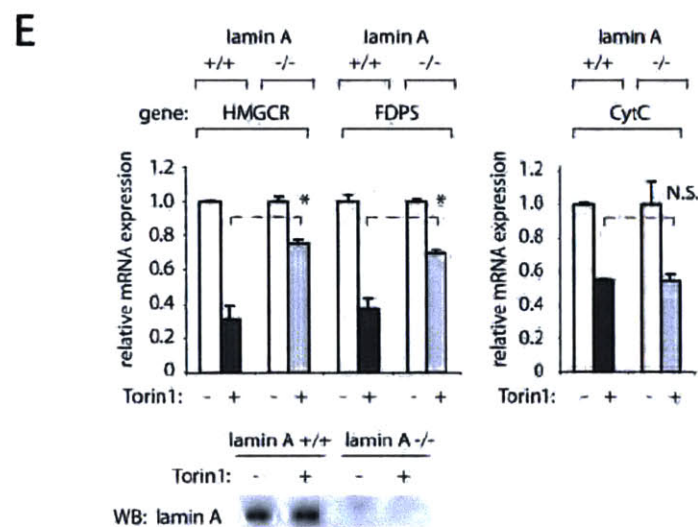 E
lamin A lamin A lamin A
+/+ -/- +/+ -/- +/+ -/-
gene: HMGCR FDPS CytC
relative mRNA expression
1.2
1.0
0.8
0.6
0.4
0.2
0
* *
relative mRNA expression
1.2
1.0
0.8
0.6
0.4
0.2
0
N.S.
Torin1: - + - + - + - + Torin1: - + - +
lamin A +/+ lamin A -/-
Torin1: - + - +
WB: lamin A